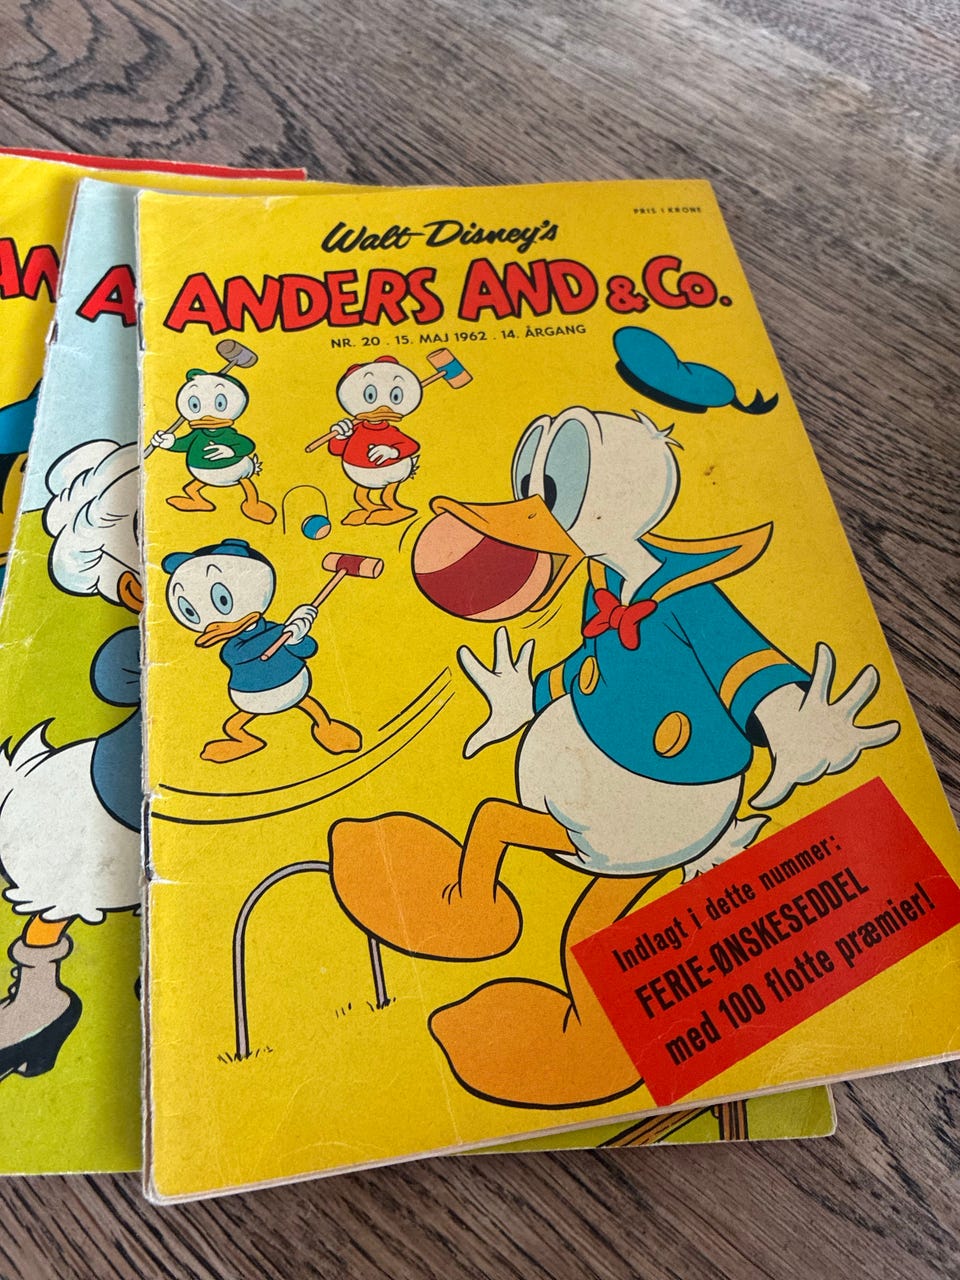 PRIS 1 KRONE
Walt Disney's
ANDERS AND & Co.
NR. 20 . 15. MAJ 1962 . 14. ÅRGANG
Indlagt i dette nummer:
FERIE-ØNSKESEDDEL
med 100 flotte præmier!
AN
A